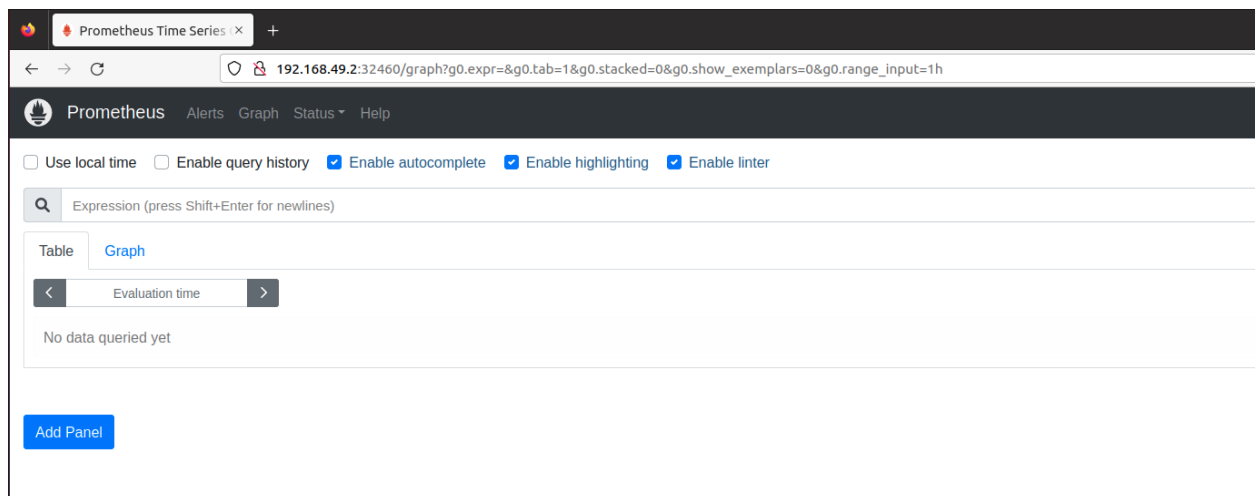 Prometheus Time Series
192.168.49.2:32460/graph?g0.expr=&g0.tab=1&g0.stacked=0&g0.show_exemplars=0&g0.range_input=1h
Prometheus Alerts Graph Status Help
Use local time Enable query history Enable autocomplete Enable highlighting Enable linter
Expression (press Shift+Enter for newlines)
Table Graph
Evaluation time
No data queried yet
Add Panel